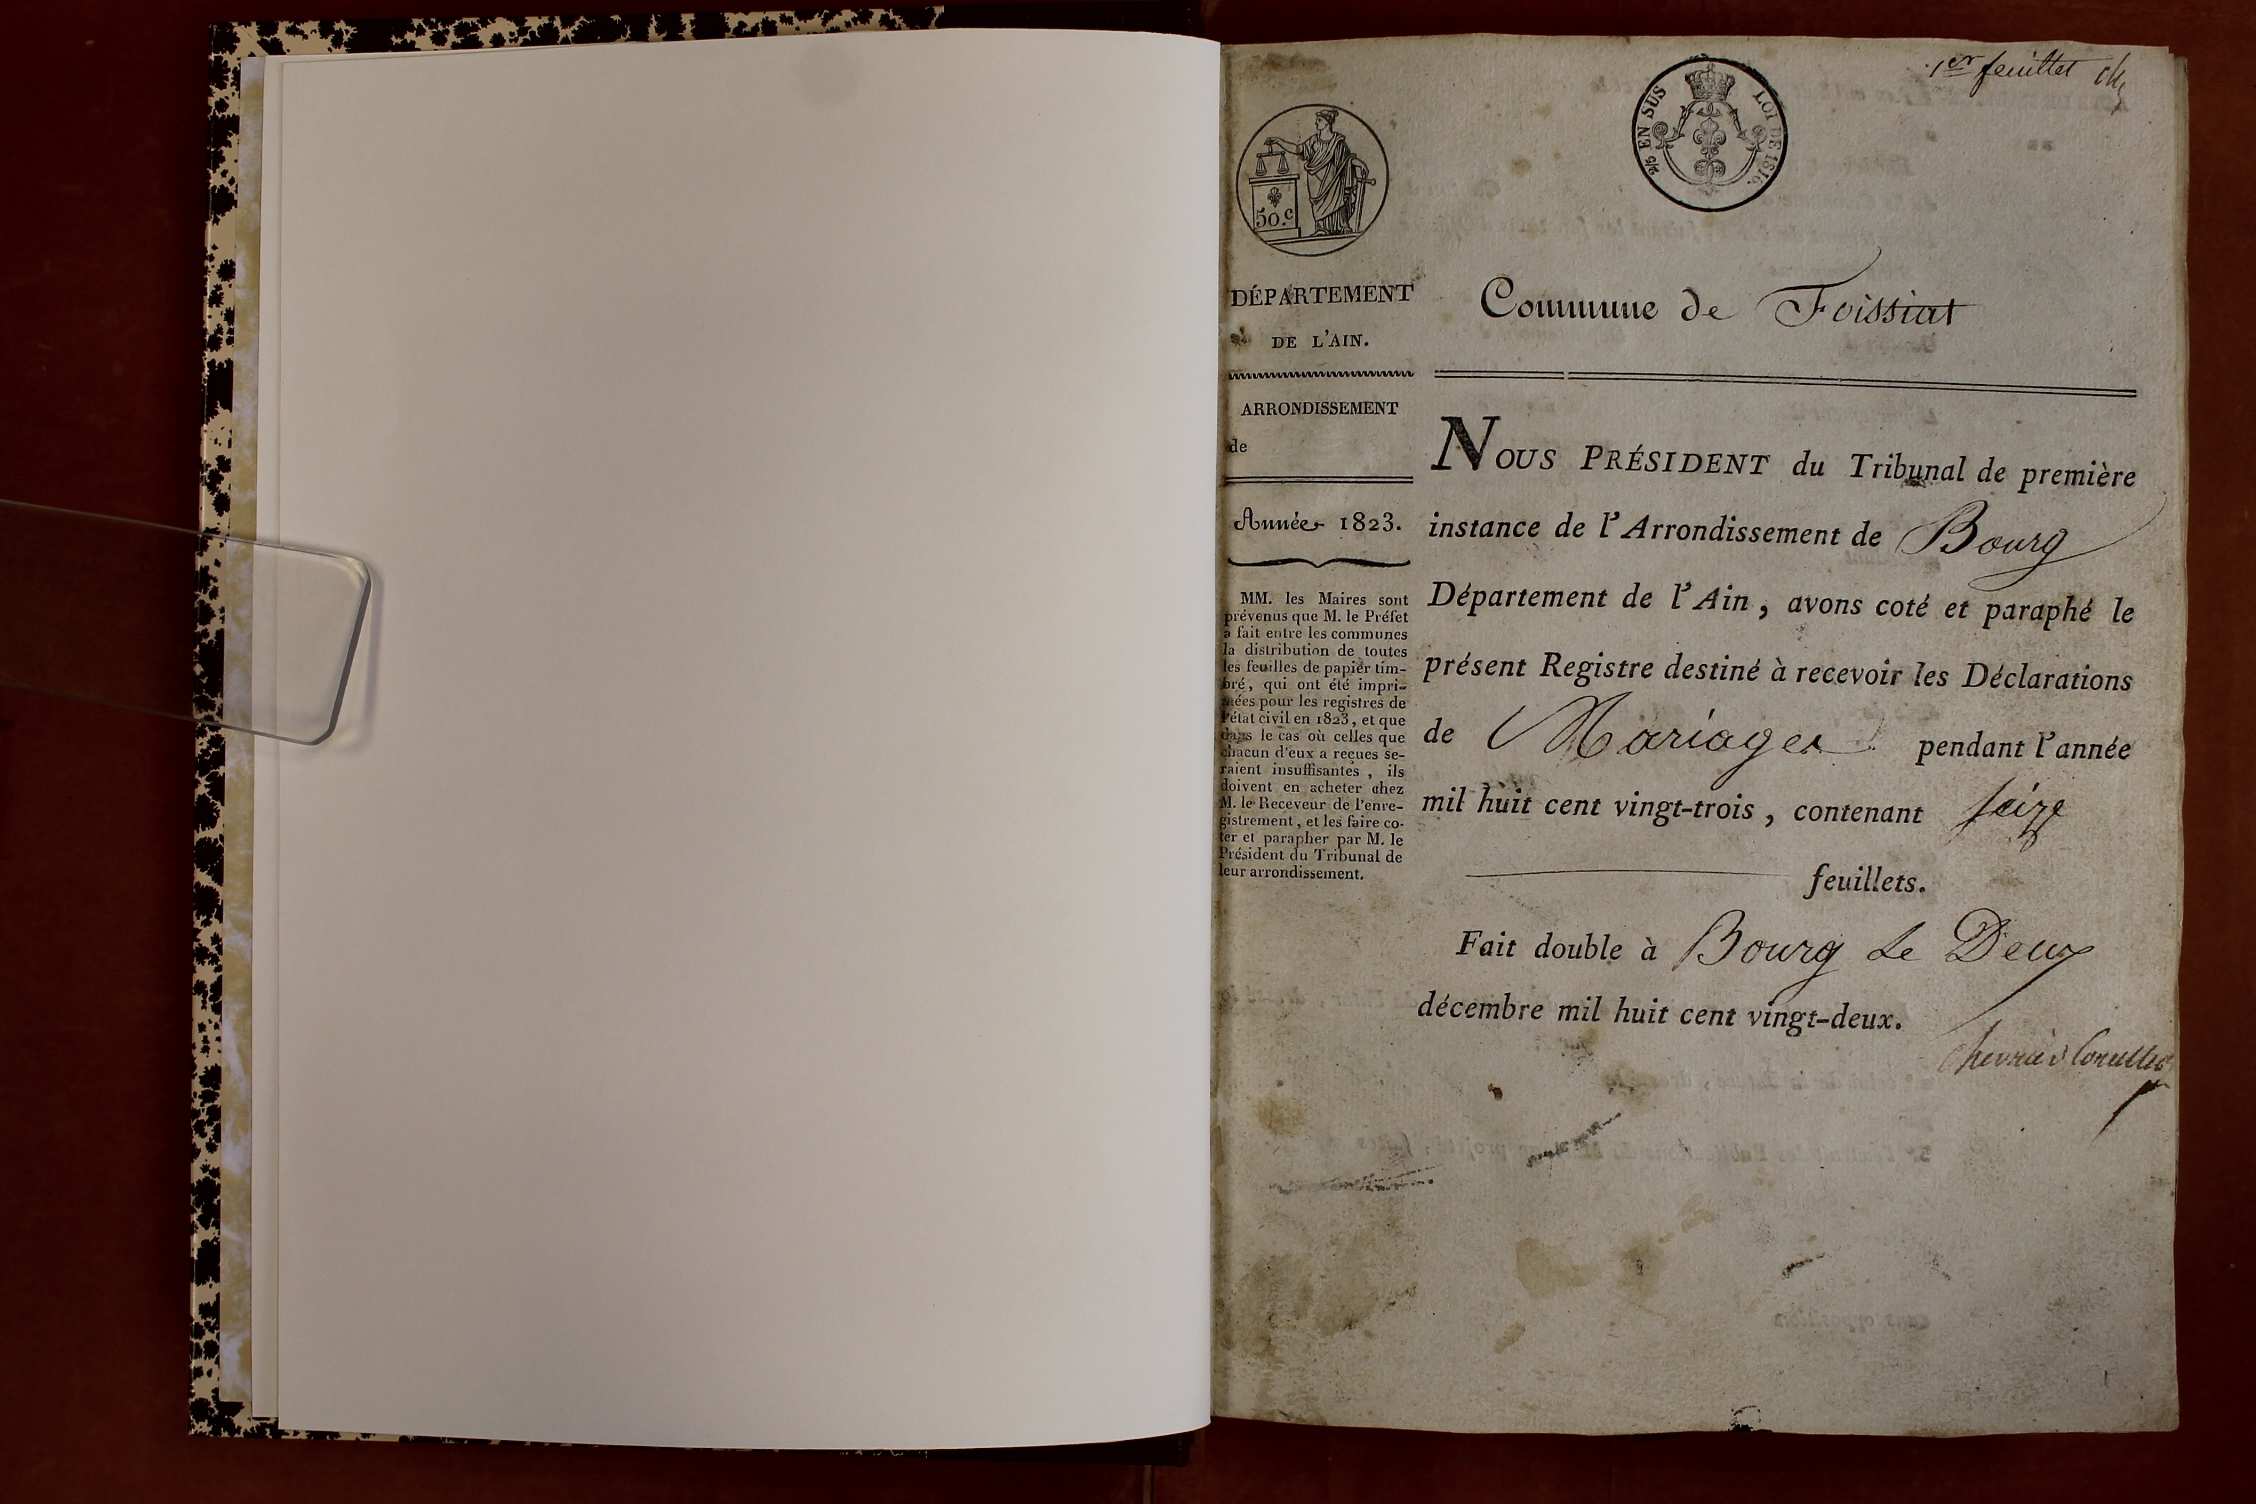 1er feuillet
2/5 EN SUS LOI DE 1816.
50.c
DÉPARTEMENT
DE L'AIN.
ARRONDISSEMENT
de
Année 1823.
MM. les Maires sont
prévenus que M. le Préfet
a fait entre les communes
la distribution de toutes
les feuilles de papier tim-
bré, qui ont été impri-
mées pour les registres de
l'état civil en 1823, et que
dans le cas où celles que
chacun d'eux a reçues se-
raient insuffisantes, ils
doivent en acheter chez
M. le Receveur de l'enre-
gistrement, et les faire co-
ter et parapher par M. le
Président du Tribunal de
leur arrondissement.
Commune de Foissiat
NOUS PRÉSIDENT du Tribunal de première
instance de l'Arrondissement de Bourg
Département de l'Ain, avons coté et paraphé le
présent Registre destiné à recevoir les Déclarations
de Mariages pendant l'année
mil huit cent vingt-trois, contenant seize
feuillets.
Fait double à Bourg Le Deux
décembre mil huit cent vingt-deux.